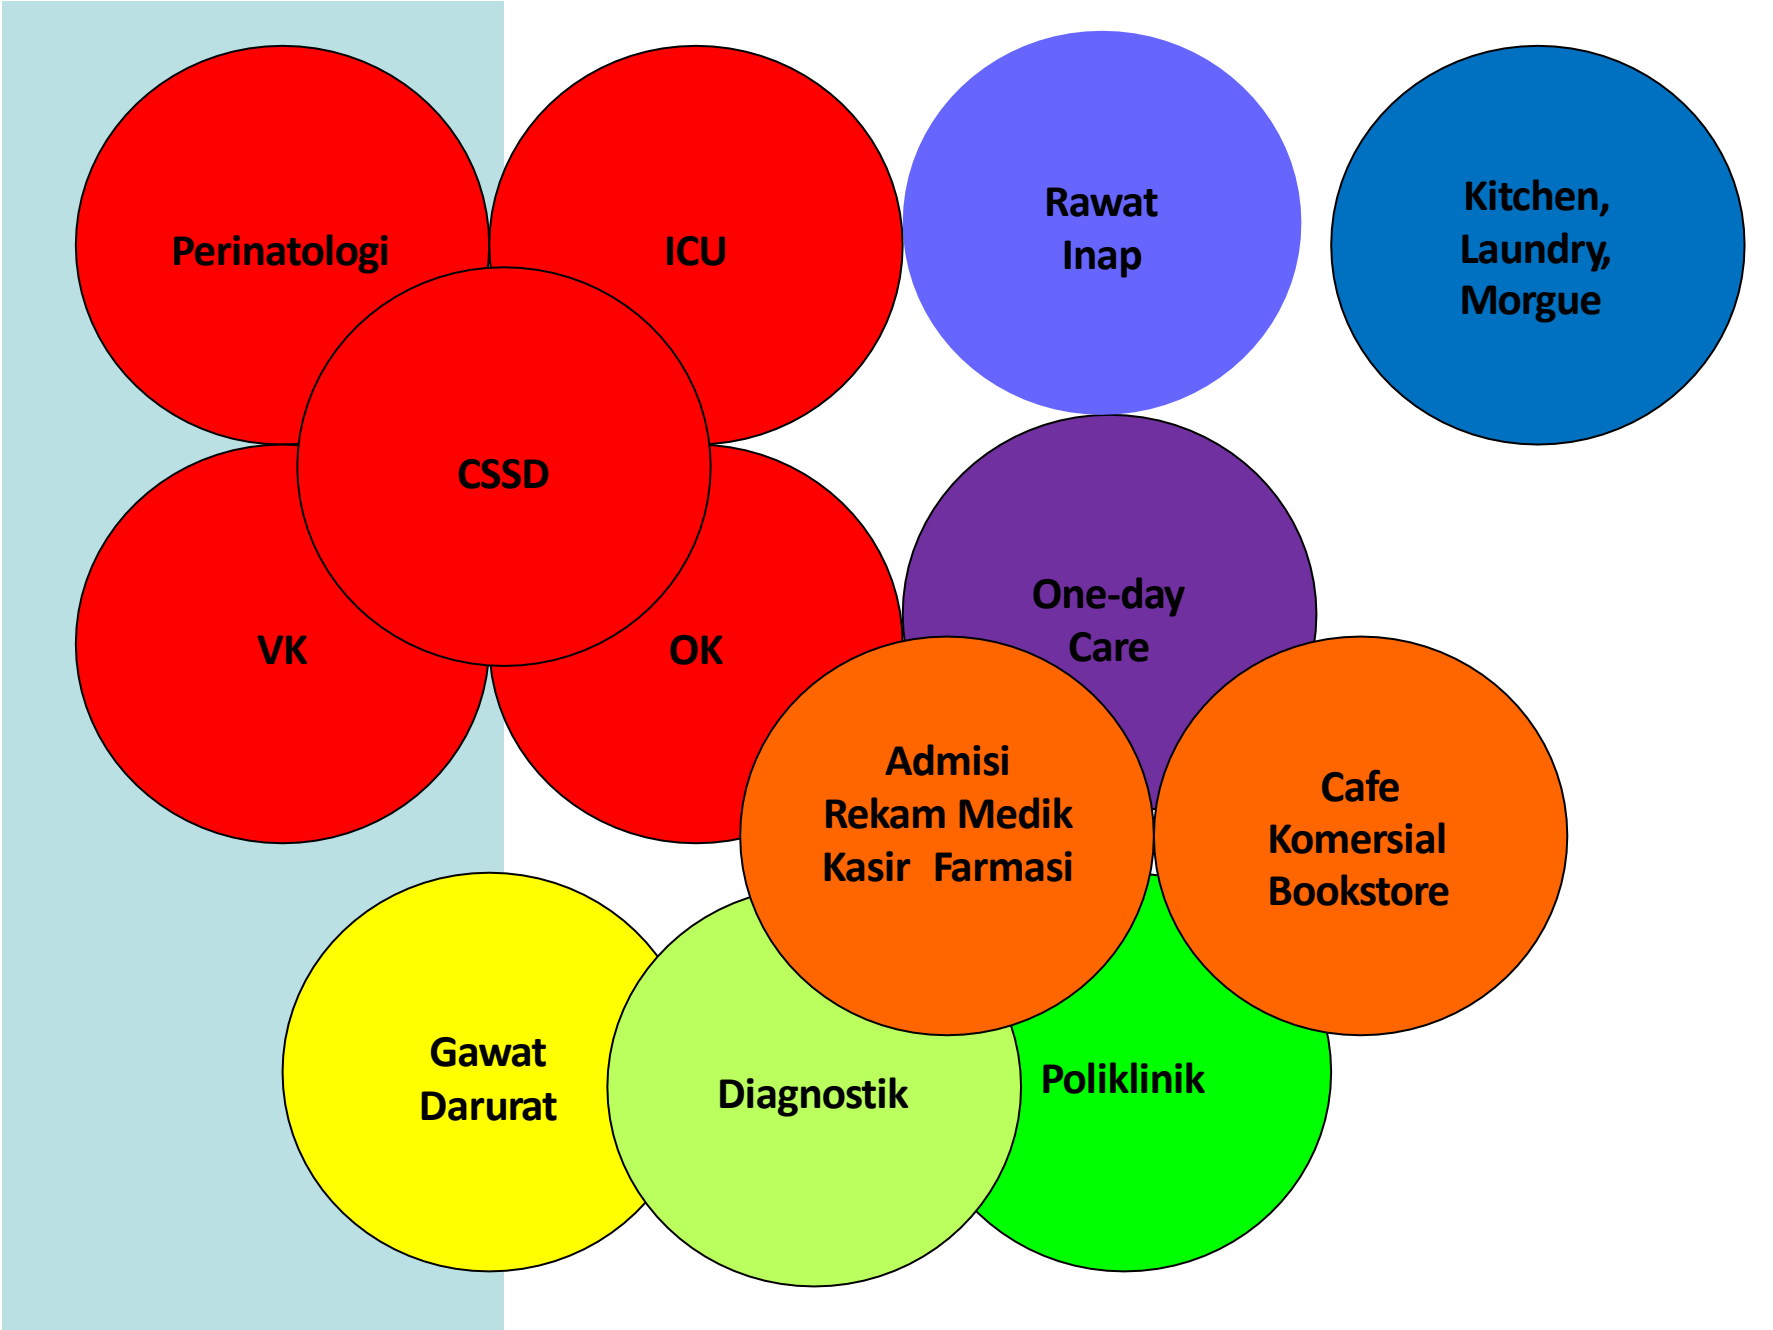 Perinatologi
ICU
Rawat
Inap
Kitchen,
Laundry,
Morgue
CSSD
VK
OK
One-day
Care
Admisi
Rekam Medik
Kasir  Farmasi
Cafe
Komersial
Bookstore
Gawat
Darurat
Diagnostik
Poliklinik